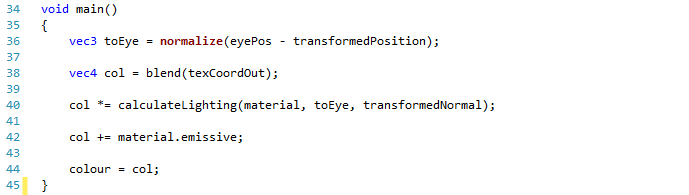 34 void main()
35 {
36     vec3 toEye = normalize(eyePos - transformedPosition);
37
38     vec4 col = blend(texCoordOut);
39
40     col *= calculateLighting(material, toEye, transformedNormal);
41
42     col += material.emissive;
43
44     colour = col;
45 }